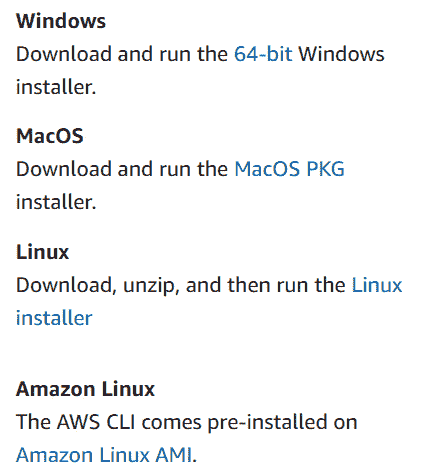 Windows
Download and run the 64-bit Windows
installer.
MacOS
Download and run the MacOS PKG
installer.
Linux
Download, unzip, and then run the Linux
installer
Amazon Linux
The AWS CLI comes pre-installed on
Amazon Linux AMI.